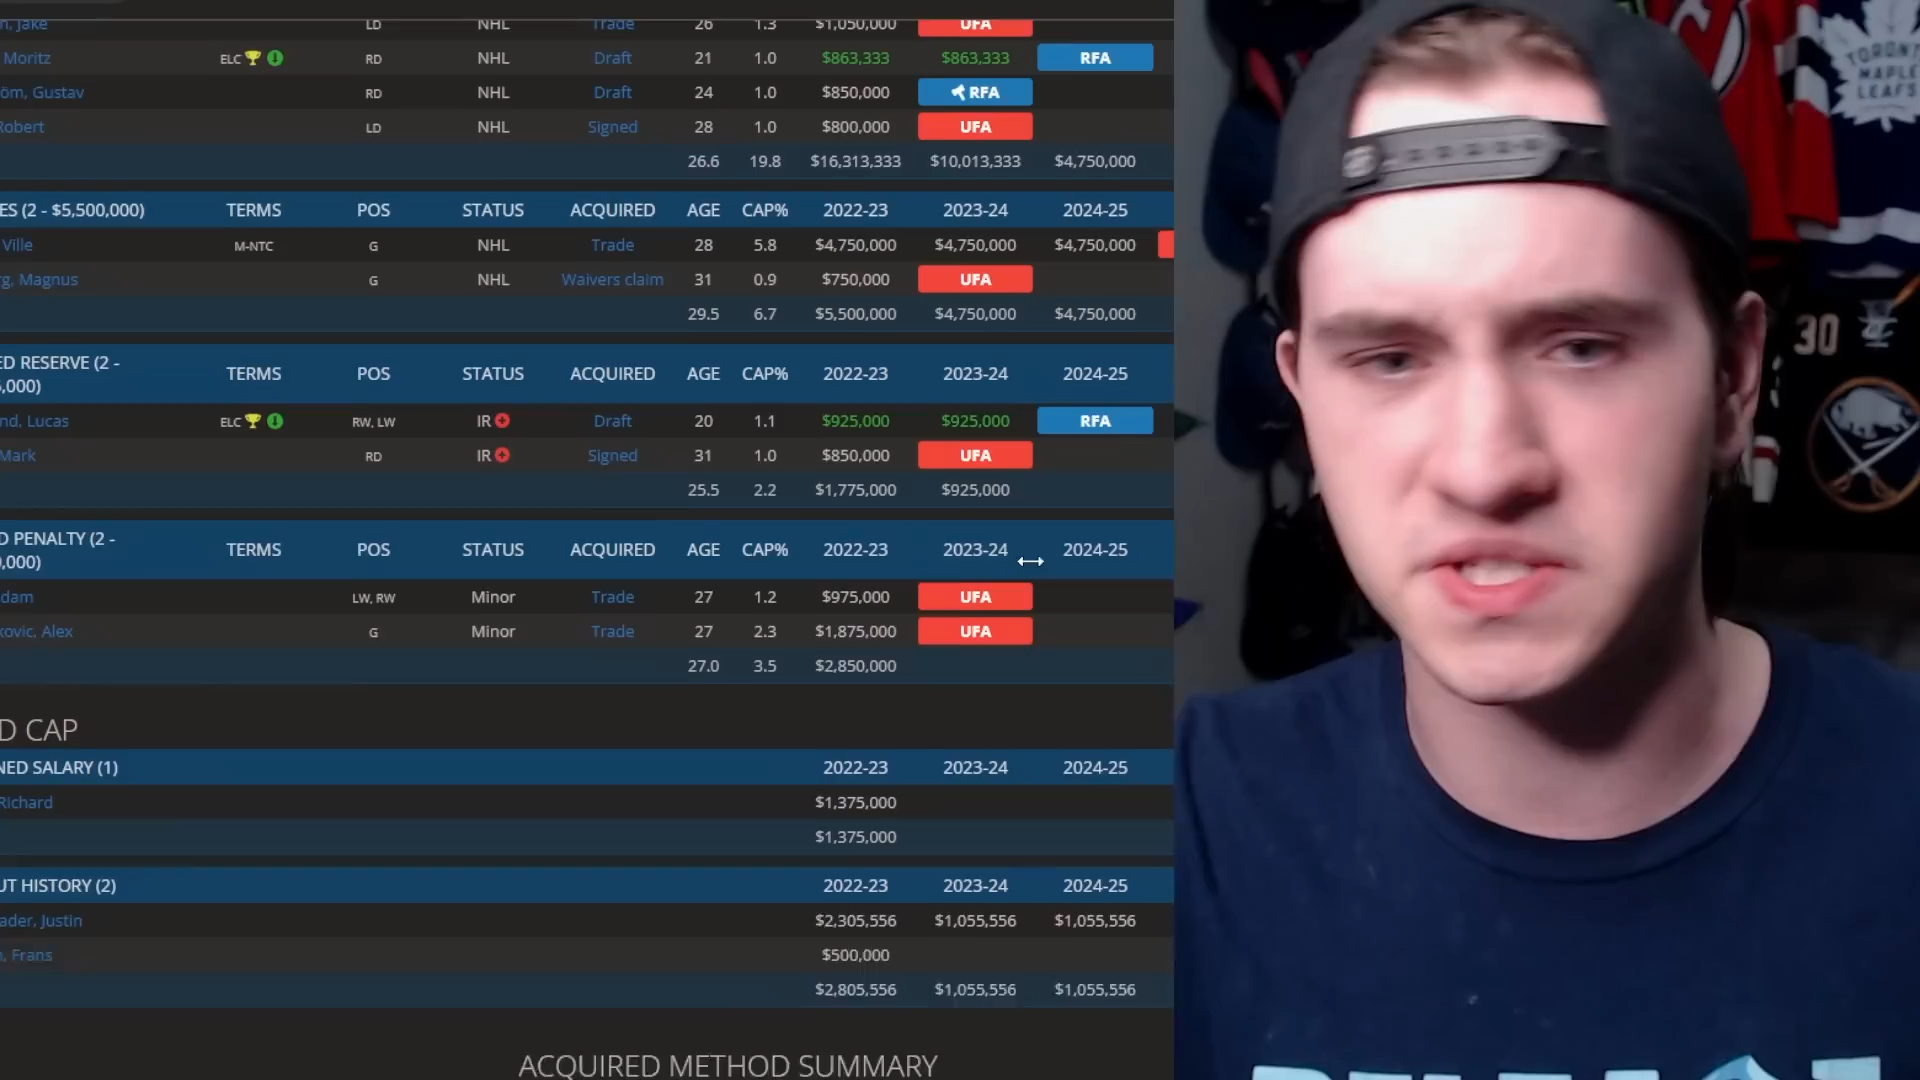 n, Jake LD NHL Trade 26 1.3 $1,050,000 UFA
Moritz ELC RD NHL Draft 21 1.0 $863,333 $863,333 RFA
öm, Gustav RD NHL Draft 24 1.0 $850,000 RFA
Robert LD NHL Signed 28 1.0 $800,000 UFA
26.6 19.8 $16,313,333 $10,013,333 $4,750,000
ES (2 - $5,500,000) TERMS POS STATUS ACQUIRED AGE CAP% 2022-23 2023-24 2024-25
Ville M-NTC G NHL Trade 28 5.8 $4,750,000 $4,750,000 $4,750,000
rg, Magnus G NHL Waivers claim 31 0.9 $750,000 UFA
29.5 6.7 $5,500,000 $4,750,000 $4,750,000
ED RESERVE (2 -
5,000) TERMS POS STATUS ACQUIRED AGE CAP% 2022-23 2023-24 2024-25
nd, Lucas ELC RW, LW IR Draft 20 1.1 $925,000 $925,000 RFA
Mark RD IR Signed 31 1.0 $850,000 UFA
25.5 2.2 $1,775,000 $925,000
D PENALTY (2 -
0,000) TERMS POS STATUS ACQUIRED AGE CAP% 2022-23 2023-24 2024-25
dam LW, RW Minor Trade 27 1.2 $975,000 UFA
kovic, Alex G Minor Trade 27 2.3 $1,875,000 UFA
27.0 3.5 $2,850,000
D CAP
NED SALARY (1) 2022-23 2023-24 2024-25
Richard $1,375,000
$1,375,000
UT HISTORY (2) 2022-23 2023-24 2024-25
ader, Justin $2,305,556 $1,055,556 $1,055,556
, Frans $500,000
$2,805,556 $1,055,556 $1,055,556
ACQUIRED METHOD SUMMARY
TORONTO
MAPLE
LEAFS
30